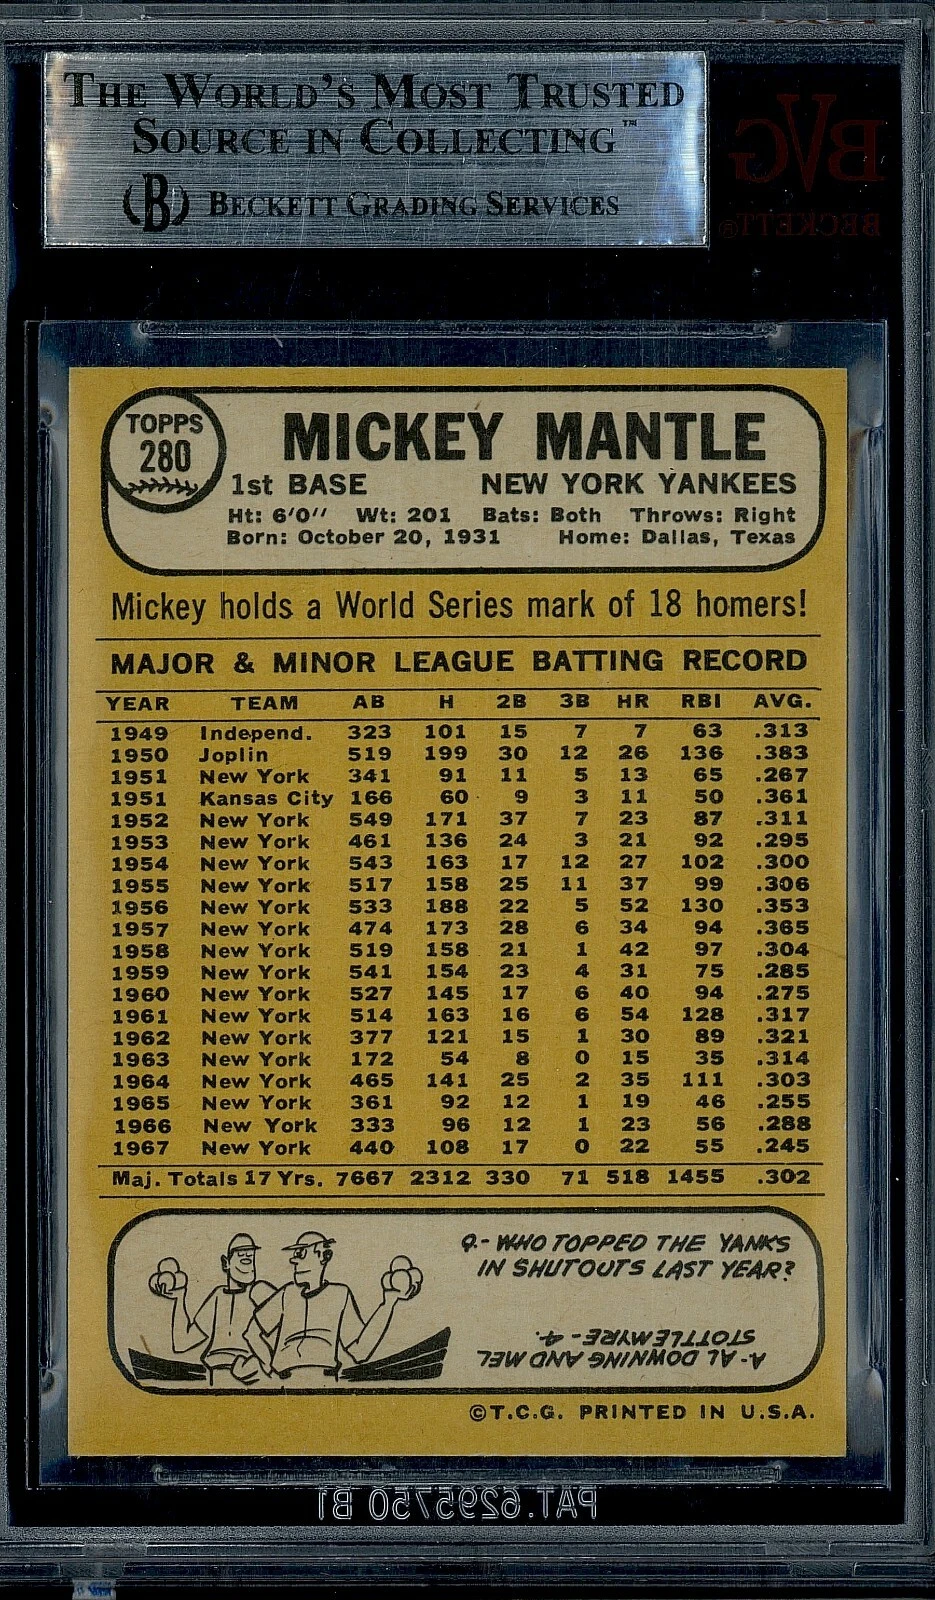 THE WORLD'S MOST TRUSTED
SOURCE IN COLLECTING™
(B) BECKETT GRADING SERVICES
BVG
BECKETT®
TOPPS
280
MICKEY MANTLE
1st BASE NEW YORK YANKEES
Ht: 6'0" Wt: 201 Bats: Both Throws: Right
Born: October 20, 1931 Home: Dallas, Texas
Mickey holds a World Series mark of 18 homers!
MAJOR & MINOR LEAGUE BATTING RECORD
YEAR TEAM AB H 2B 3B HR RBI AVG.
1949 Independ. 323 101 15 7 7 63 .313
1950 Joplin 519 199 30 12 26 136 .383
1951 New York 341 91 11 5 13 65 .267
1951 Kansas City 166 60 9 3 11 50 .361
1952 New York 549 171 37 7 23 87 .311
1953 New York 461 136 24 3 21 92 .295
1954 New York 543 163 17 12 27 102 .300
1955 New York 517 158 25 11 37 99 .306
1956 New York 533 188 22 5 52 130 .353
1957 New York 474 173 28 6 34 94 .365
1958 New York 519 158 21 1 42 97 .304
1959 New York 541 154 23 4 31 75 .285
1960 New York 527 145 17 6 40 94 .275
1961 New York 514 163 16 6 54 128 .317
1962 New York 377 121 15 1 30 89 .321
1963 New York 172 54 8 0 15 35 .314
1964 New York 465 141 25 2 35 111 .303
1965 New York 361 92 12 1 19 46 .255
1966 New York 333 96 12 1 23 56 .288
1967 New York 440 108 17 0 22 55 .245
Maj. Totals 17 Yrs. 7667 2312 330 71 518 1455 .302
Q.- WHO TOPPED THE YANKS
IN SHUTOUTS LAST YEAR?
A- AL DOWNING AND MEL
STOTTLEMYRE - 4.
©T.C.G. PRINTED IN U.S.A.
PAT.6295750 B1